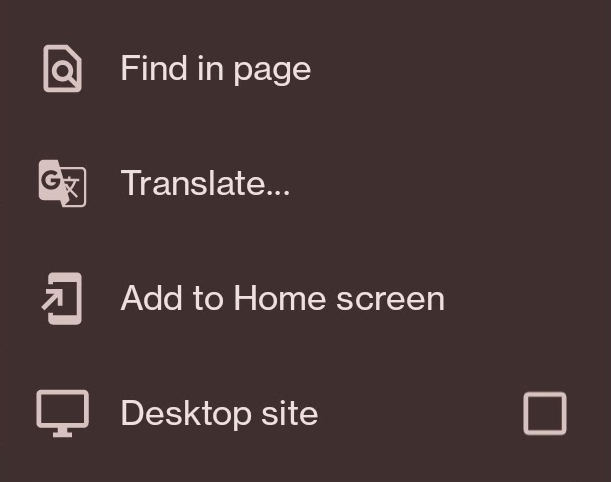 Find in page
Translate...
Add to Home screen
Desktop site